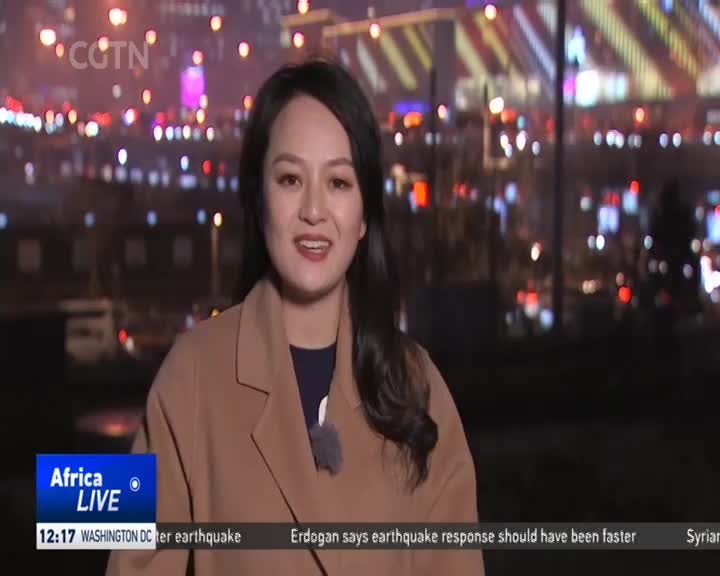 CGTN
Africa
LIVE
12:17 WASHINGTON DC ter earthquake Erdogan says earthquake response should have been faster Syrian